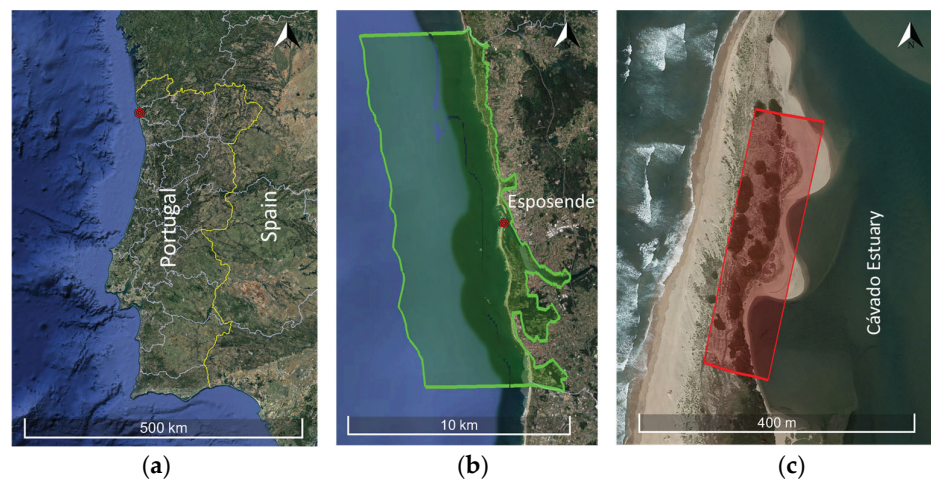 N
N
N
Portugal
Spain
Esposende
Cávado Estuary
500 km
10 km
400 m
(a)
(b)
(c)